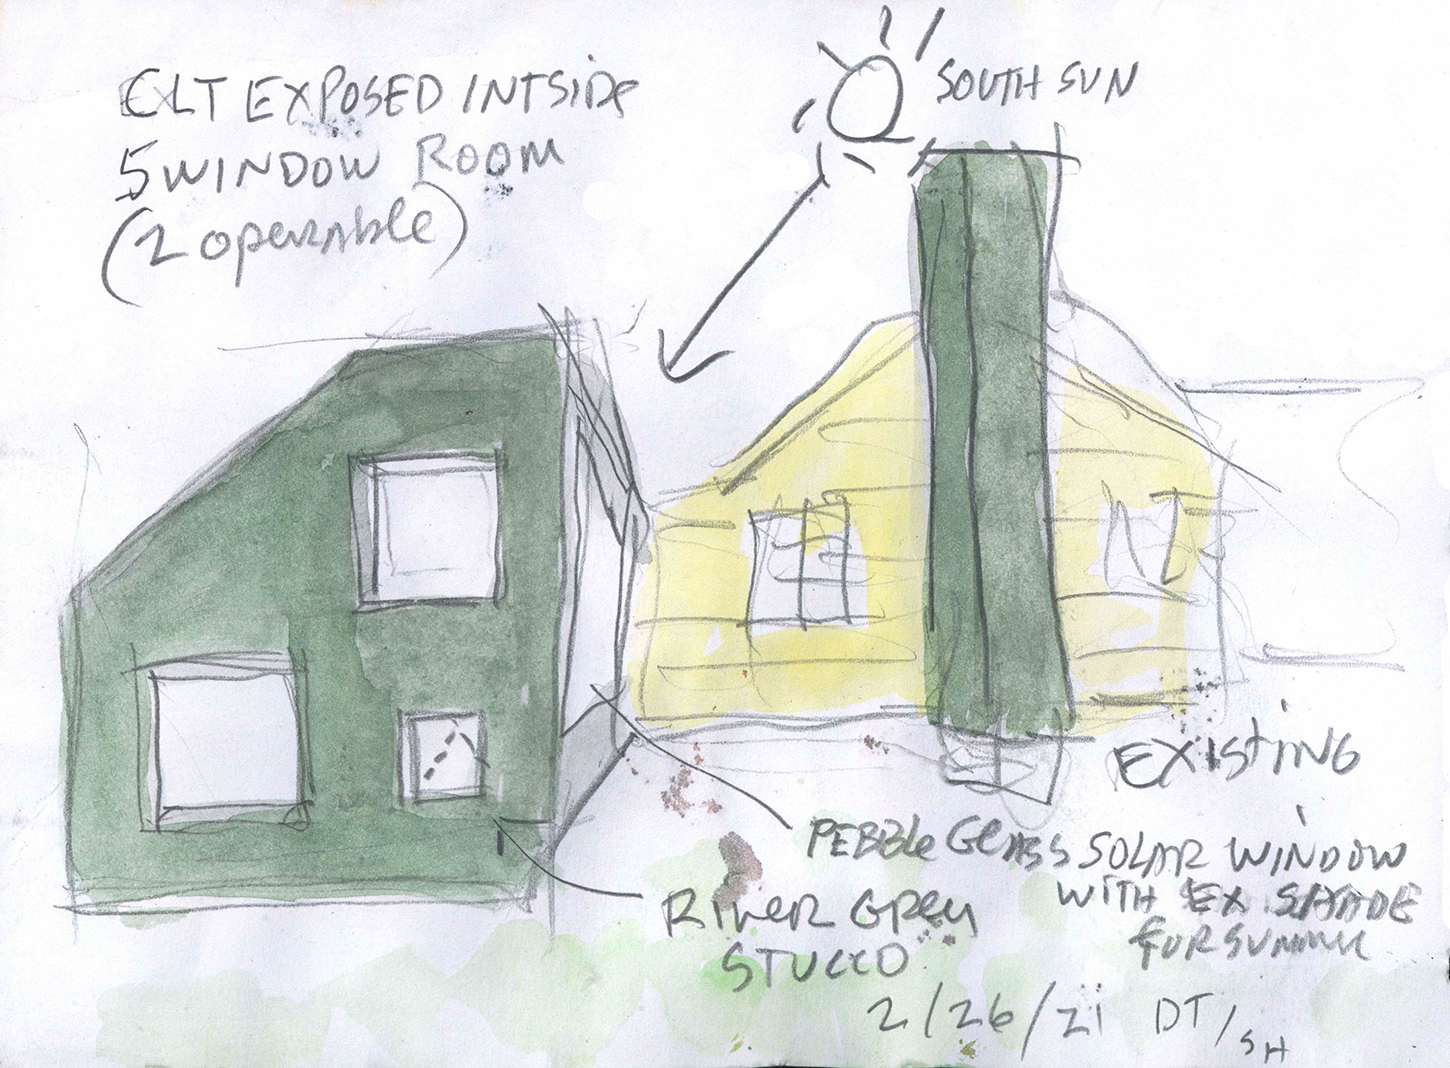 CLT EXPOSED INTSIDE
5 WINDOW ROOM
(2 operable)
SOUTH SUN
EXISTING
PEBBLE GLASS SOLAR WINDOW
WITH EX SHADE
FOR SUMMER
RIVER GREY
STUCCO
2/26/21 DT/SH